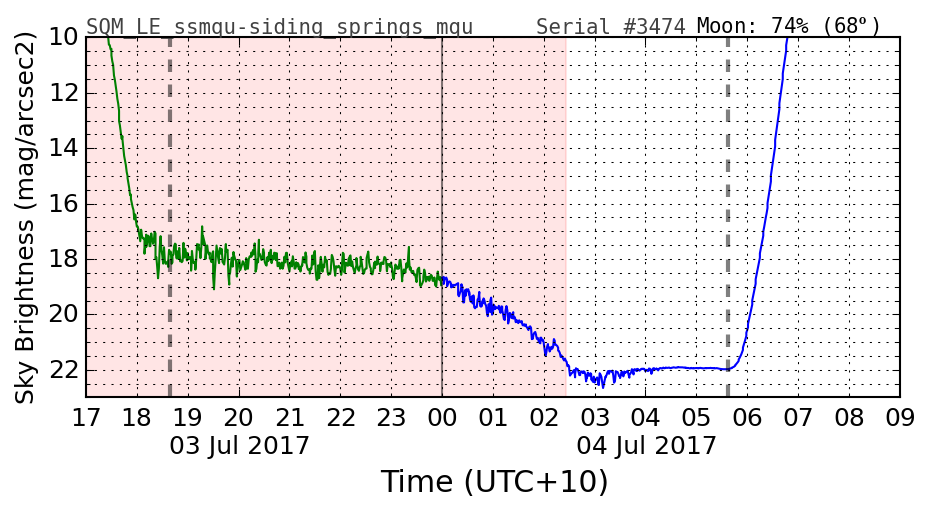 SQM_LE_ssmqu-siding_springs_mqu Serial #3474 Moon: 74% (68°)
Sky Brightness (mag/arcsec2)
10
12
14
16
18
20
22
17 18 19 20 21 22 23 00 01 02 03 04 05 06 07 08 09
03 Jul 2017 04 Jul 2017
Time (UTC+10)